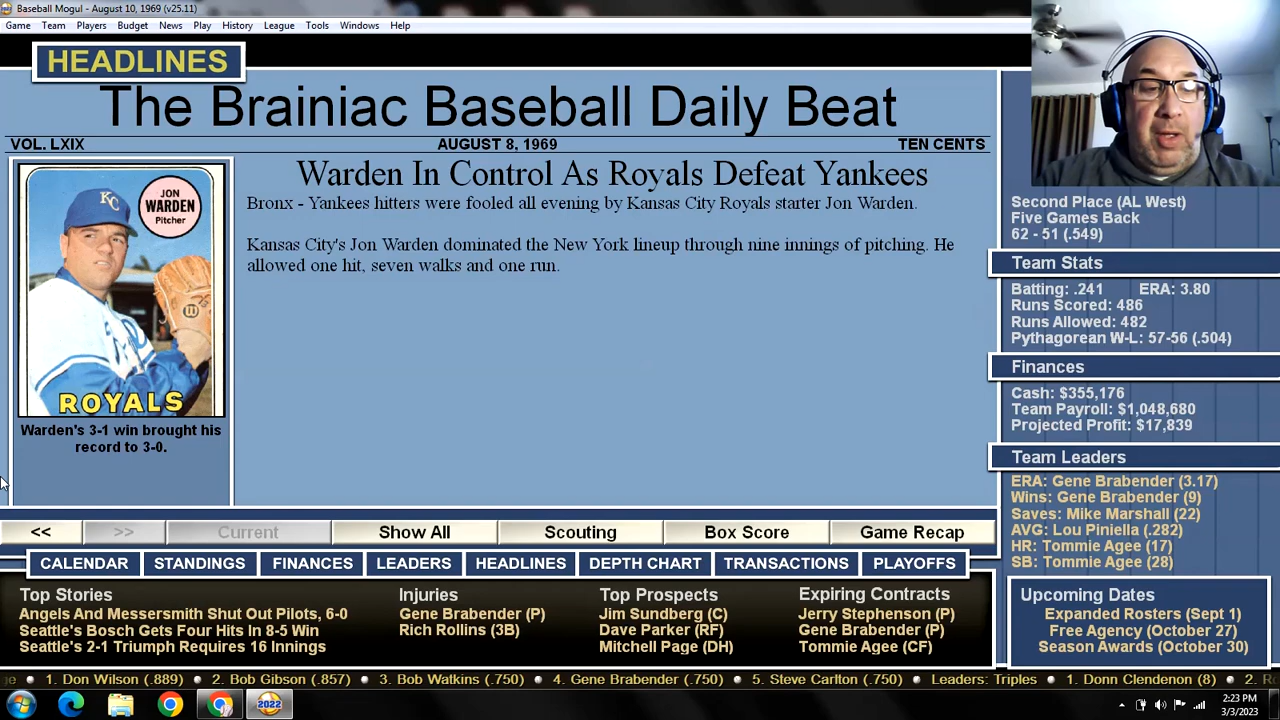 Baseball Mogul - August 10, 1969 (v25.11)
Game Team Players Budget News Play History League Tools Windows Help
HEADLINES
The Brainiac Baseball Daily Beat
VOL. LXIX AUGUST 8, 1969 TEN CENTS
JON
WARDEN
Pitcher
KC
ROYALS
Warden's 3-1 win brought his
record to 3-0.
Warden In Control As Royals Defeat Yankees
Bronx - Yankees hitters were fooled all evening by Kansas City Royals starter Jon Warden.
Kansas City's Jon Warden dominated the New York lineup through nine innings of pitching. He
allowed one hit, seven walks and one run.
Second Place (AL West)
Five Games Back
62 - 51 (.549)
Team Stats
Batting: .241 ERA: 3.80
Runs Scored: 486
Runs Allowed: 482
Pythagorean W-L: 57-56 (.504)
Finances
Cash: $355,176
Team Payroll: $1,048,680
Projected Profit: $17,839
Team Leaders
ERA: Gene Brabender (3.17)
Wins: Gene Brabender (9)
Saves: Mike Marshall (22)
AVG: Lou Piniella (.282)
HR: Tommie Agee (17)
SB: Tommie Agee (28)
<< >> Current Show All Scouting Box Score Game Recap
CALENDAR STANDINGS FINANCES LEADERS HEADLINES DEPTH CHART TRANSACTIONS PLAYOFFS
Top Stories
Angels And Messersmith Shut Out Pilots, 6-0
Seattle's Bosch Gets Four Hits In 8-5 Win
Seattle's 2-1 Triumph Requires 16 Innings
Injuries
Gene Brabender (P)
Rich Rollins (3B)
Top Prospects
Jim Sundberg (C)
Dave Parker (RF)
Mitchell Page (DH)
Expiring Contracts
Jerry Stephenson (P)
Gene Brabender (P)
Tommie Agee (CF)
Upcoming Dates
Expanded Rosters (Sept 1)
Free Agency (October 27)
Season Awards (October 30)
ge • 1. Don Wilson (.889) • 2. Bob Gibson (.857) • 3. Bob Watkins (.750) • 4. Gene Brabender (.750) • 5. Steve Carlton (.750) • Leaders: Triples • 1. Donn Clendenon (8) • 2. Ro
2022
2:23 PM
3/3/2023